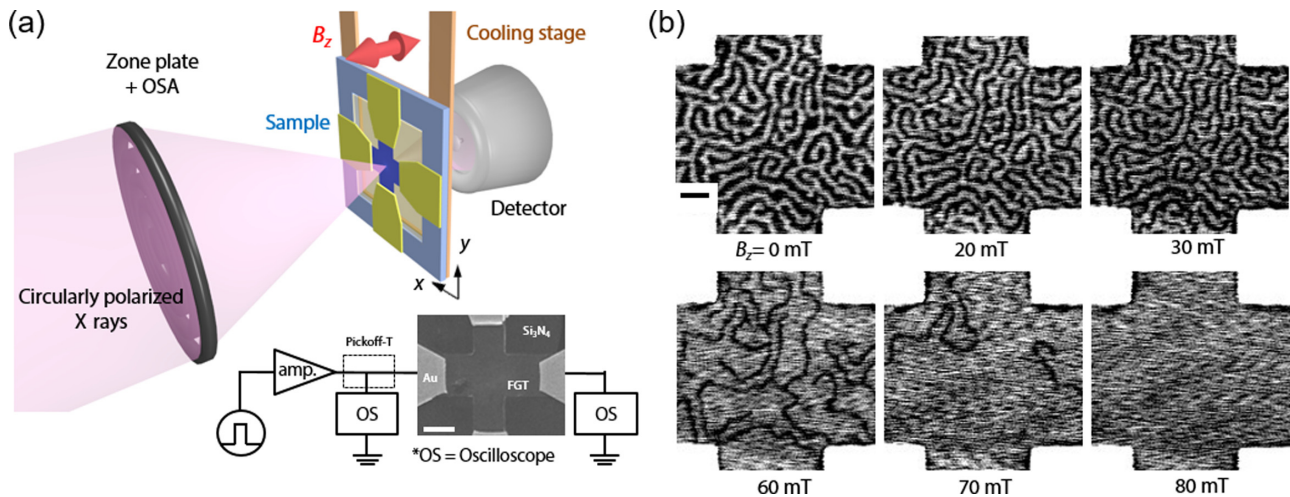 (a)
Zone plate
+ OSA
Bz
Cooling stage
Sample
Detector
y
x
Circularly polarized
X rays
Pickoff-T
amp.
OS
Au
Si₃N₄
FGT
OS
*OS = Oscilloscope
(b)
Bz= 0 mT
20 mT
30 mT
60 mT
70 mT
80 mT